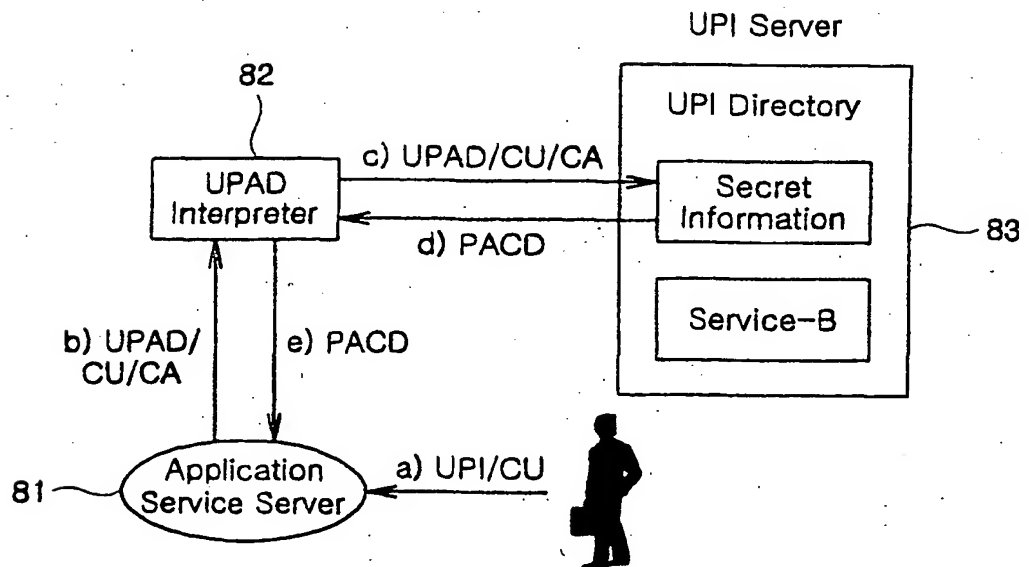 UPI Server
82
UPI Directory
c) UPAD/CU/CA
UPAD
Interpreter
Secret
Information
d) PACD
83
Service-B
b) UPAD/
CU/CA
e) PACD
Application
Service Server
81
a) UPI/CU